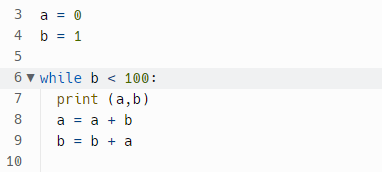 3 a = 0
4 b = 1
5
6 ▼ while b < 100:
7   print (a,b)
8   a = a + b
9   b = b + a
10